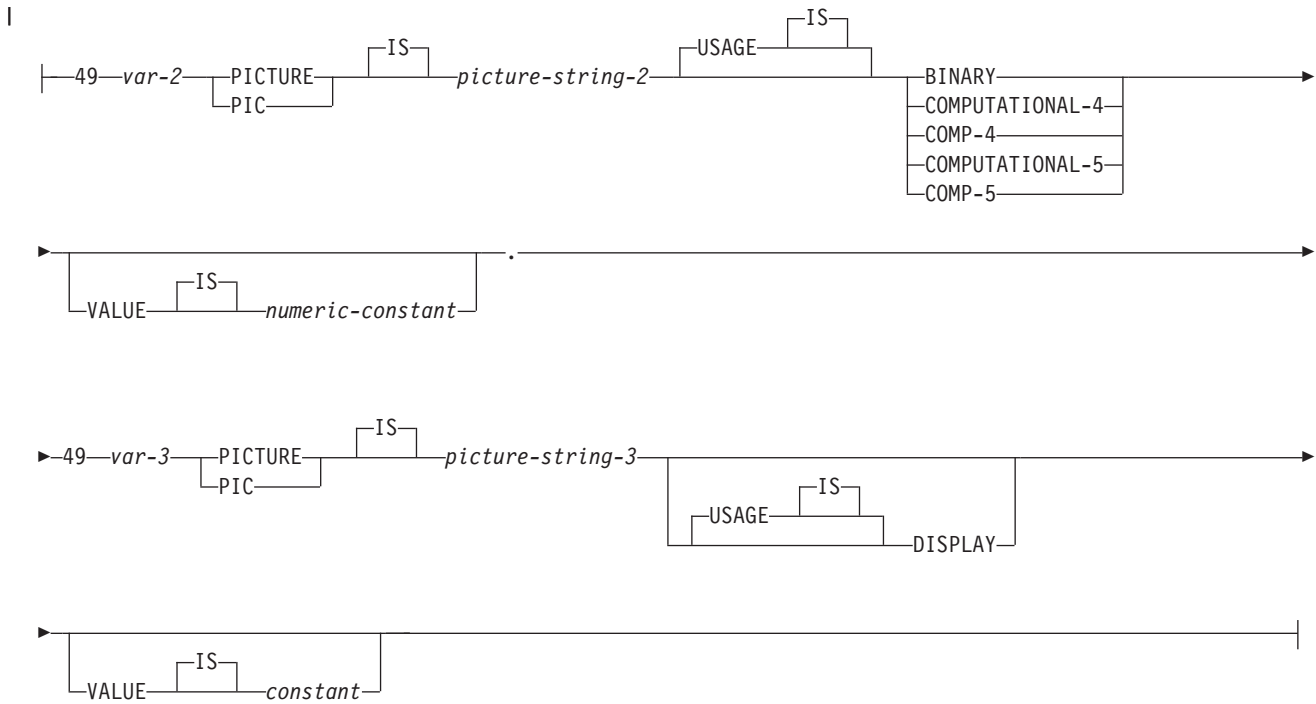 IS
IS USAGE IS
49 var-2 PICTURE picture-string-2 BINARY
PIC COMPUTATIONAL-4
COMP-4
COMPUTATIONAL-5
COMP-5
.
IS
VALUE numeric-constant
IS
49 var-3 PICTURE picture-string-3
PIC IS
USAGE
DISPLAY
IS
VALUE constant